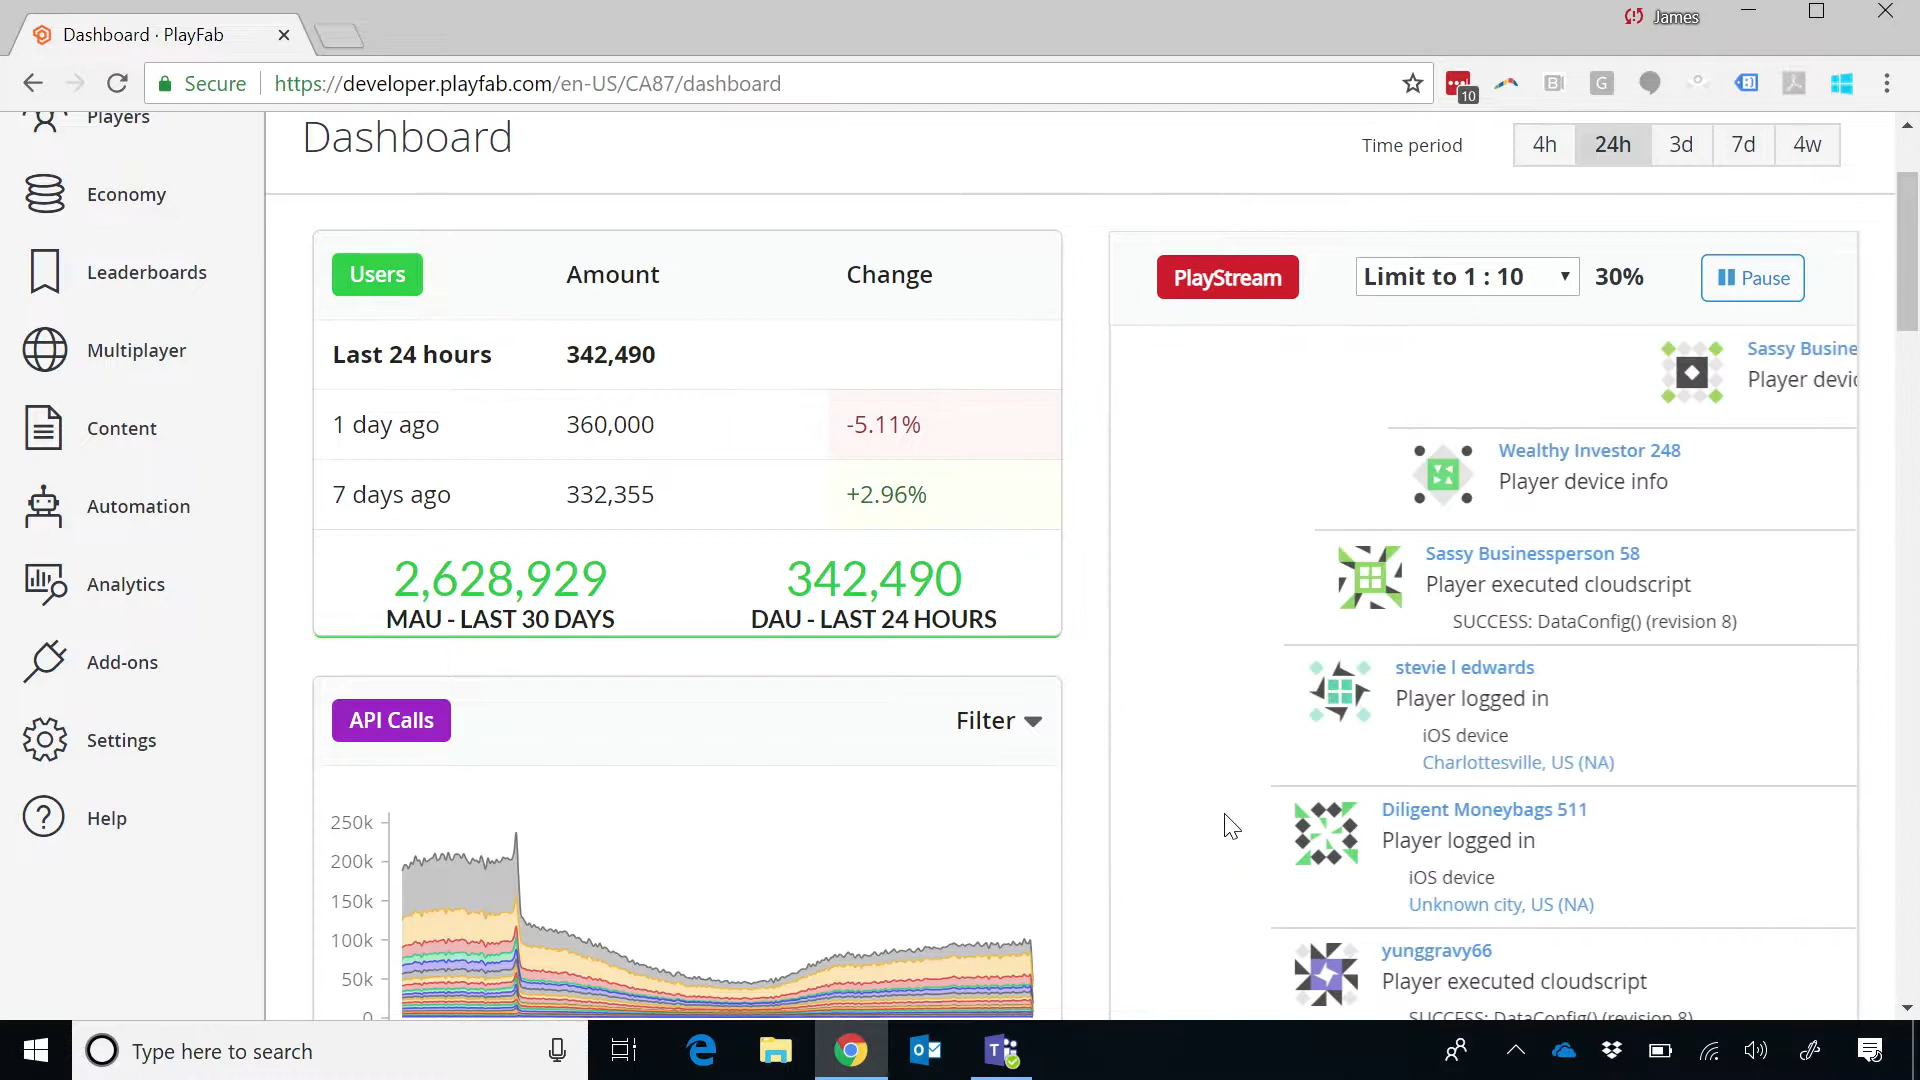 Dashboard · PlayFab
James
Secure
https://developer.playfab.com/en-US/CA87/dashboard
10
Players
Economy
Leaderboards
Multiplayer
Content
Automation
Analytics
Add-ons
Settings
Help
Dashboard
Time period
4h 24h 3d 7d 4w
Users Amount Change
Last 24 hours 342,490
1 day ago 360,000 -5.11%
7 days ago 332,355 +2.96%
2,628,929 342,490
MAU - LAST 30 DAYS DAU - LAST 24 HOURS
API Calls Filter
250k
200k
150k
100k
50k
0
PlayStream Limit to 1 : 10 30% Pause
Sassy Busine
Player devic
Wealthy Investor 248
Player device info
Sassy Businessperson 58
Player executed cloudscript
SUCCESS: DataConfig() (revision 8)
stevie l edwards
Player logged in
iOS device
Charlottesville, US (NA)
Diligent Moneybags 511
Player logged in
iOS device
Unknown city, US (NA)
yunggravy66
Player executed cloudscript
SUCCESS: DataConfig() (revision 8)
Type here to search